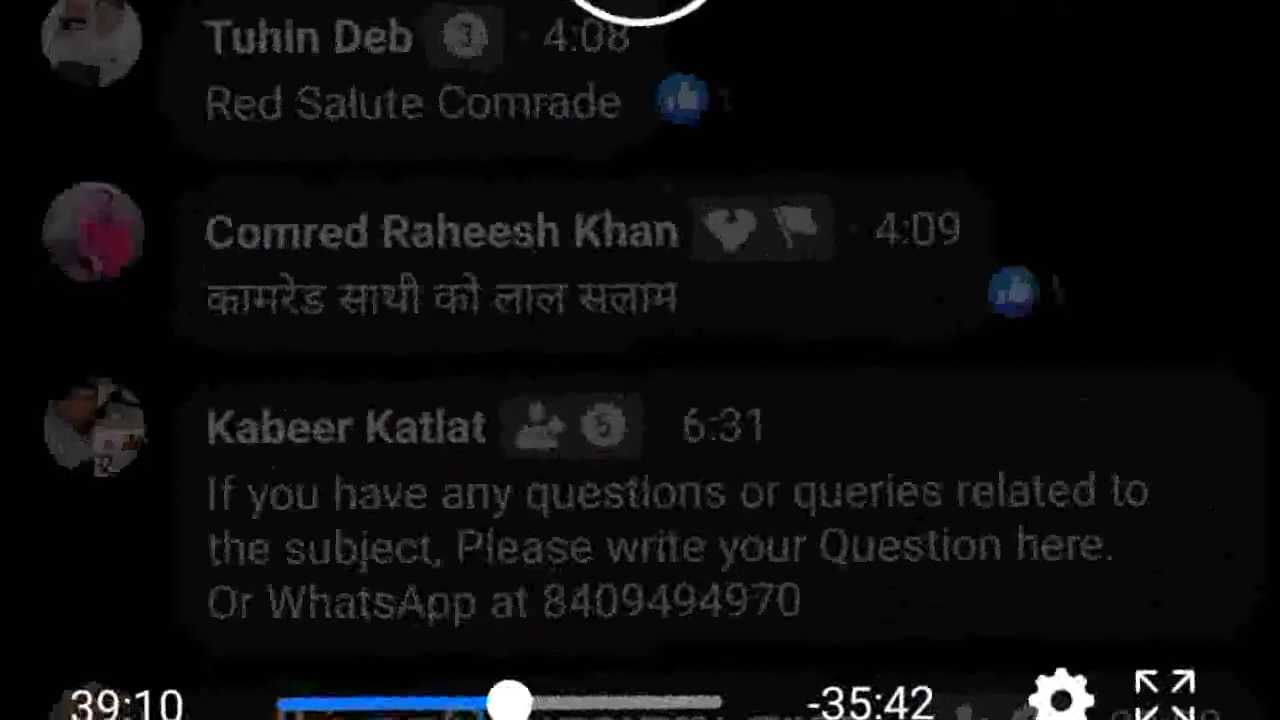 Tuhin Deb 3 · 4:08
Red Salute Comrade
Comred Raheesh Khan · 4:09
कामरेड साथी को लाल सलाम
Kabeer Katlat 5 6:31
If you have any questions or queries related to
the subject, Please write your Question here.
Or WhatsApp at 8409494970
39:10 -35:42